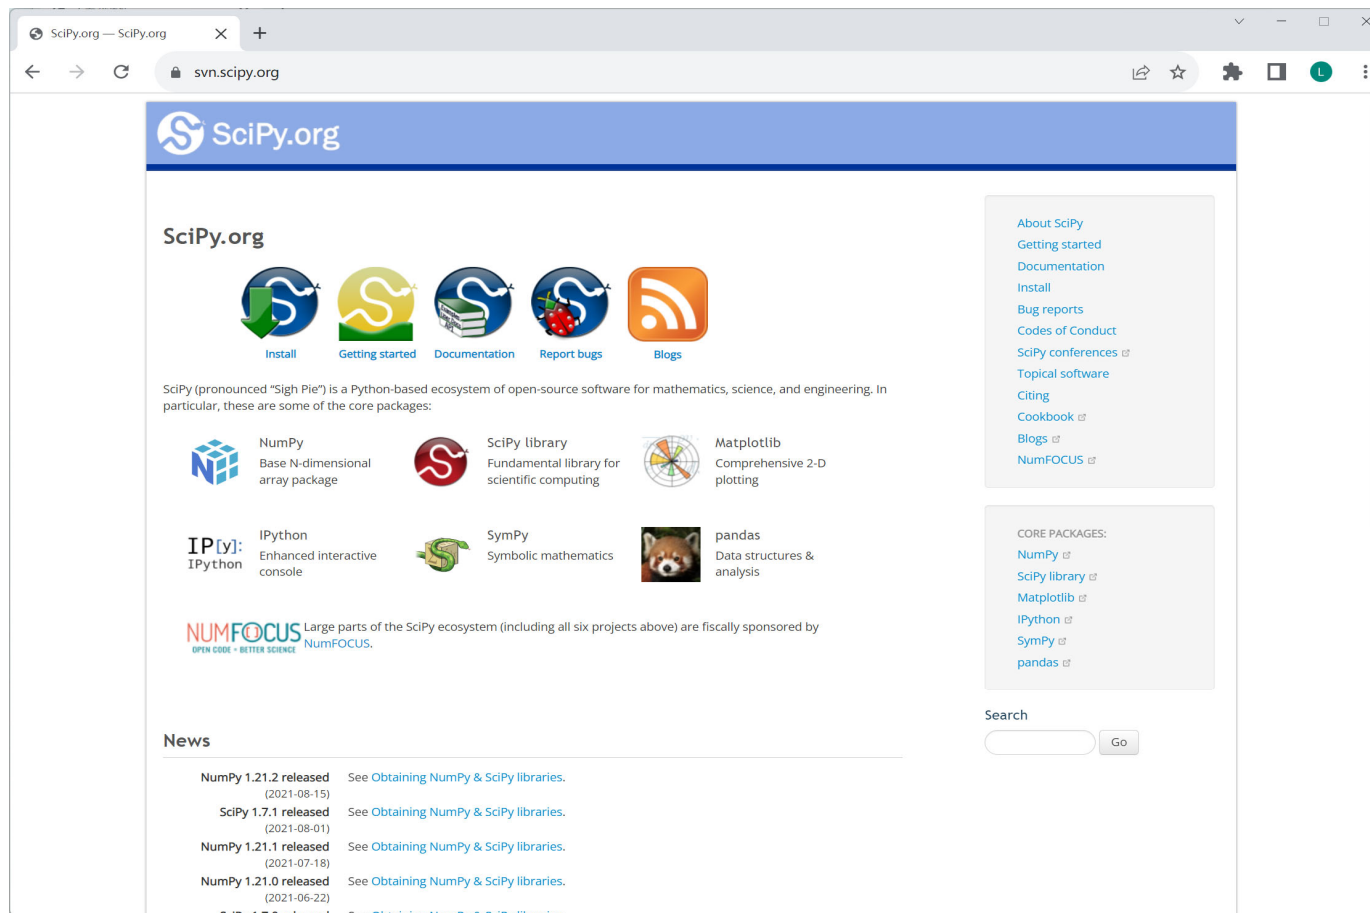 SciPy.org — SciPy.org
svn.scipy.org
L
SciPy.org
SciPy.org
Install
Getting started
Documentation
Report bugs
Blogs
SciPy (pronounced “Sigh Pie”) is a Python-based ecosystem of open-source software for mathematics, science, and engineering. In
particular, these are some of the core packages:
NumPy
Base N-dimensional
array package
SciPy library
Fundamental library for
scientific computing
Matplotlib
Comprehensive 2-D
plotting
IP[y]:
IPython
IPython
Enhanced interactive
console
SymPy
Symbolic mathematics
pandas
Data structures &
analysis
NUMFOCUS
OPEN CODE = BETTER SCIENCE
Large parts of the SciPy ecosystem (including all six projects above) are fiscally sponsored by
NumFOCUS.
News
NumPy 1.21.2 released See Obtaining NumPy & SciPy libraries.
(2021-08-15)
SciPy 1.7.1 released See Obtaining NumPy & SciPy libraries.
(2021-08-01)
NumPy 1.21.1 released See Obtaining NumPy & SciPy libraries.
(2021-07-18)
NumPy 1.21.0 released See Obtaining NumPy & SciPy libraries.
(2021-06-22)
About SciPy
Getting started
Documentation
Install
Bug reports
Codes of Conduct
SciPy conferences
Topical software
Citing
Cookbook
Blogs
NumFOCUS
CORE PACKAGES:
NumPy
SciPy library
Matplotlib
IPython
SymPy
pandas
Search
Go